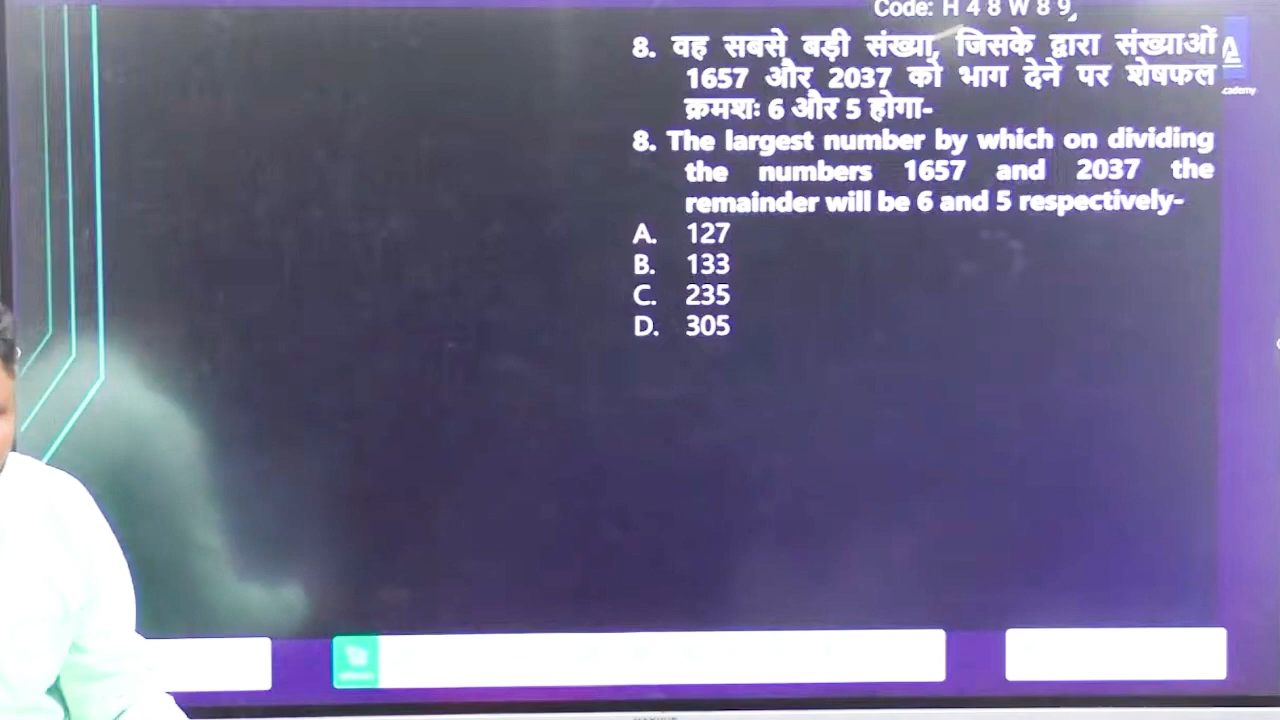 Code: H 4 8 W 8 9,
8. वह सबसे बड़ी संख्या, जिसके द्वारा संख्याओं
1657 और 2037 को भाग देने पर शेषफल
cademy
क्रमशः 6 और 5 होगा-
8. The largest number by which on dividing
the numbers 1657 and 2037 the
remainder will be 6 and 5 respectively-
A. 127
B. 133
C. 235
D. 305